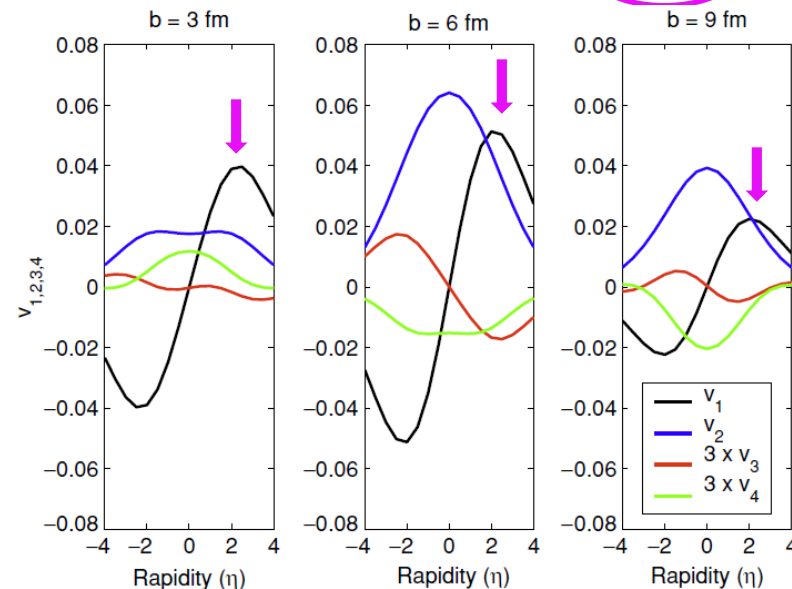 b = 3 fm
b = 6 fm
b = 9 fm
v1,2,3,4
0.08
0.06
0.04
0.02
0
−0.02
−0.04
−0.06
−0.08
−4 −2 0 2 4
Rapidity (η)
0.08
0.06
0.04
0.02
0
−0.02
−0.04
−0.06
−0.08
−4 −2 0 2 4
Rapidity (η)
0.08
0.06
0.04
0.02
0
−0.02
−0.04
−0.06
−0.08
−4 −2 0 2 4
Rapidity (η)
v1
v2
3 x v3
3 x v4